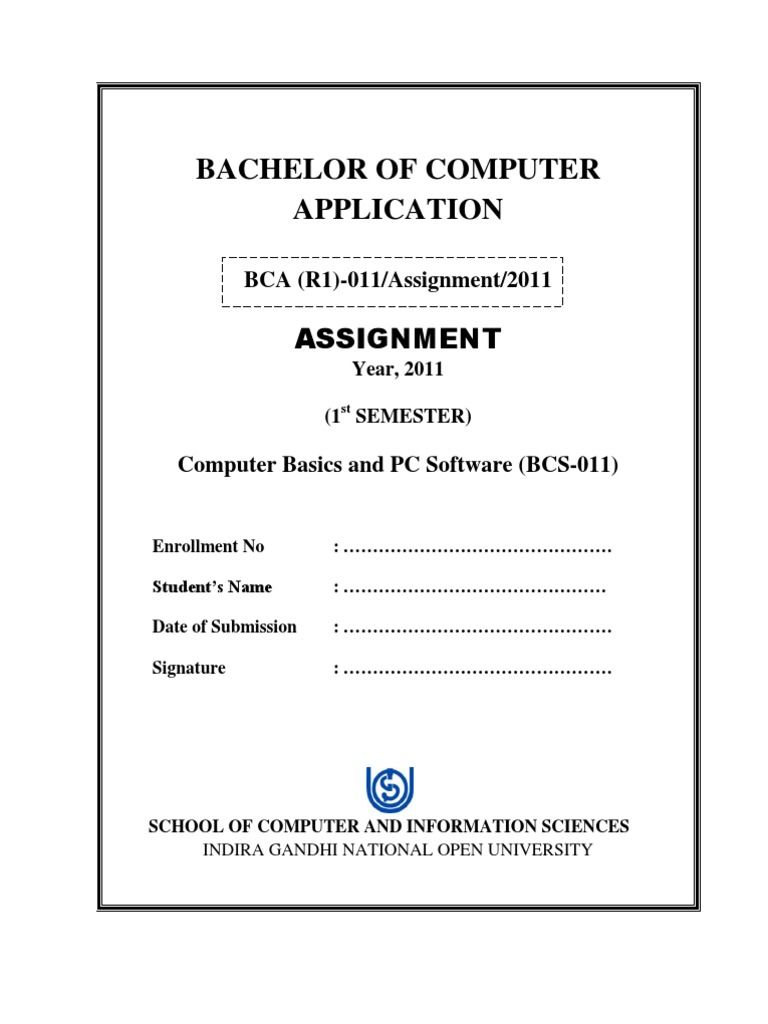 BACHELOR OF COMPUTER
APPLICATION
BCA (R1)-011/Assignment/2011
ASSIGNMENT
Year, 2011
(1st SEMESTER)
Computer Basics and PC Software (BCS-011)
Enrollment No : ……………………………………….
Student’s Name : ………………………………………
Date of Submission : ……………………………………….
Signature : ……………………………………….
SCHOOL OF COMPUTER AND INFORMATION SCIENCES
INDIRA GANDHI NATIONAL OPEN UNIVERSITY